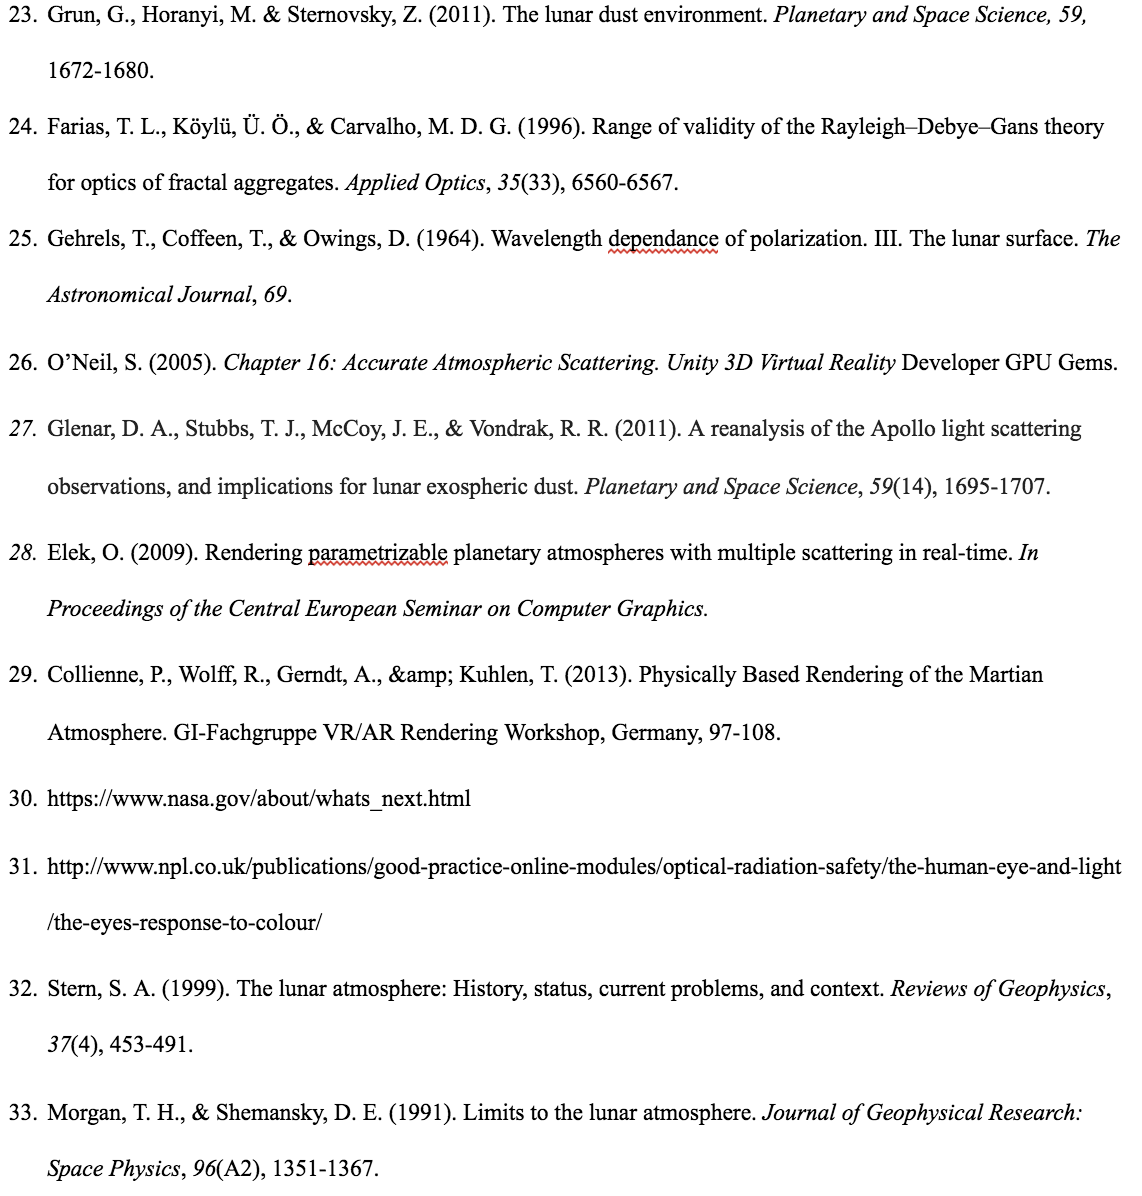 23. Grun, G., Horanyi, M. & Sternovsky, Z. (2011). The lunar dust environment. Planetary and Space Science, 59,
1672-1680.
24. Farias, T. L., Köylü, Ü. Ö., & Carvalho, M. D. G. (1996). Range of validity of the Rayleigh–Debye–Gans theory
for optics of fractal aggregates. Applied Optics, 35(33), 6560-6567.
25. Gehrels, T., Coffeen, T., & Owings, D. (1964). Wavelength dependance of polarization. III. The lunar surface. The
Astronomical Journal, 69.
26. O’Neil, S. (2005). Chapter 16: Accurate Atmospheric Scattering. Unity 3D Virtual Reality Developer GPU Gems.
27. Glenar, D. A., Stubbs, T. J., McCoy, J. E., & Vondrak, R. R. (2011). A reanalysis of the Apollo light scattering
observations, and implications for lunar exospheric dust. Planetary and Space Science, 59(14), 1695-1707.
28. Elek, O. (2009). Rendering parametrizable planetary atmospheres with multiple scattering in real-time. In
Proceedings of the Central European Seminar on Computer Graphics.
29. Collienne, P., Wolff, R., Gerndt, A., &amp; Kuhlen, T. (2013). Physically Based Rendering of the Martian
Atmosphere. GI-Fachgruppe VR/AR Rendering Workshop, Germany, 97-108.
30. https://www.nasa.gov/about/whats_next.html
31. http://www.npl.co.uk/publications/good-practice-online-modules/optical-radiation-safety/the-human-eye-and-light
/the-eyes-response-to-colour/
32. Stern, S. A. (1999). The lunar atmosphere: History, status, current problems, and context. Reviews of Geophysics,
37(4), 453-491.
33. Morgan, T. H., & Shemansky, D. E. (1991). Limits to the lunar atmosphere. Journal of Geophysical Research:
Space Physics, 96(A2), 1351-1367.